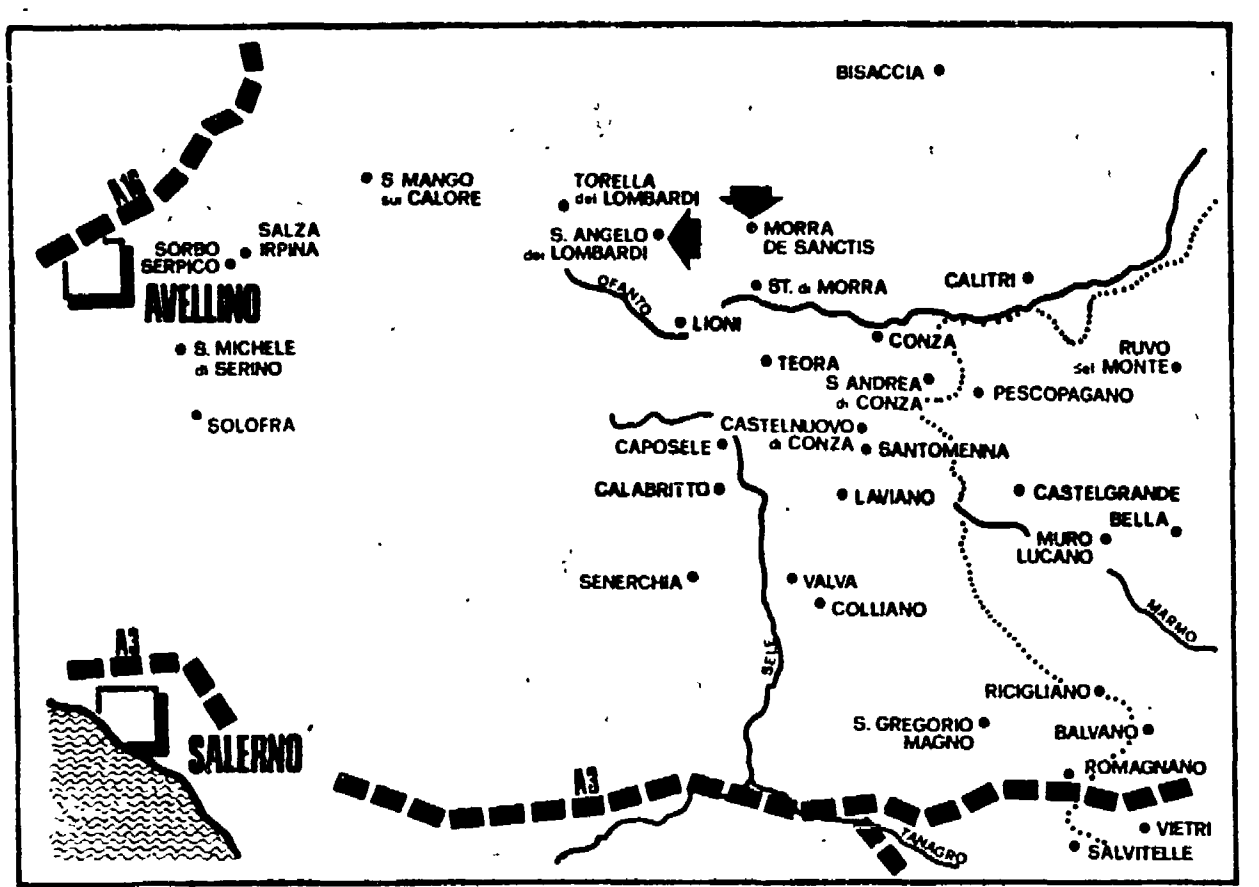 BISACCIA
A16
S MANGO
sul CALORE
TORELLA
dei LOMBARDI
S. ANGELO
dei LOMBARDI
MORRA
DE SANCTIS
SORBO
SERPICO
SALZA
IRPINA
AVELLINO
OFANTO
ST. di MORRA
CALITRI
LIONI
CONZA
S. MICHELE
di SERINO
TEORA
RUVO
del MONTE
S ANDREA
di CONZA
PESCOPAGANO
SOLOFRA
CASTELNUOVO
di CONZA
CAPOSELE
SANTOMENNA
CALABRITTO
LAVIANO
CASTELGRANDE
BELLA
MURO
LUCANO
SENERCHIA
VALVA
COLLIANO
MARMO
A3
SELE
RICIGLIANO
S. GREGORIO
MAGNO
BALVANO
SALERNO
ROMAGNANO
A3
TANAGRO
VIETRI
SALVITELLE